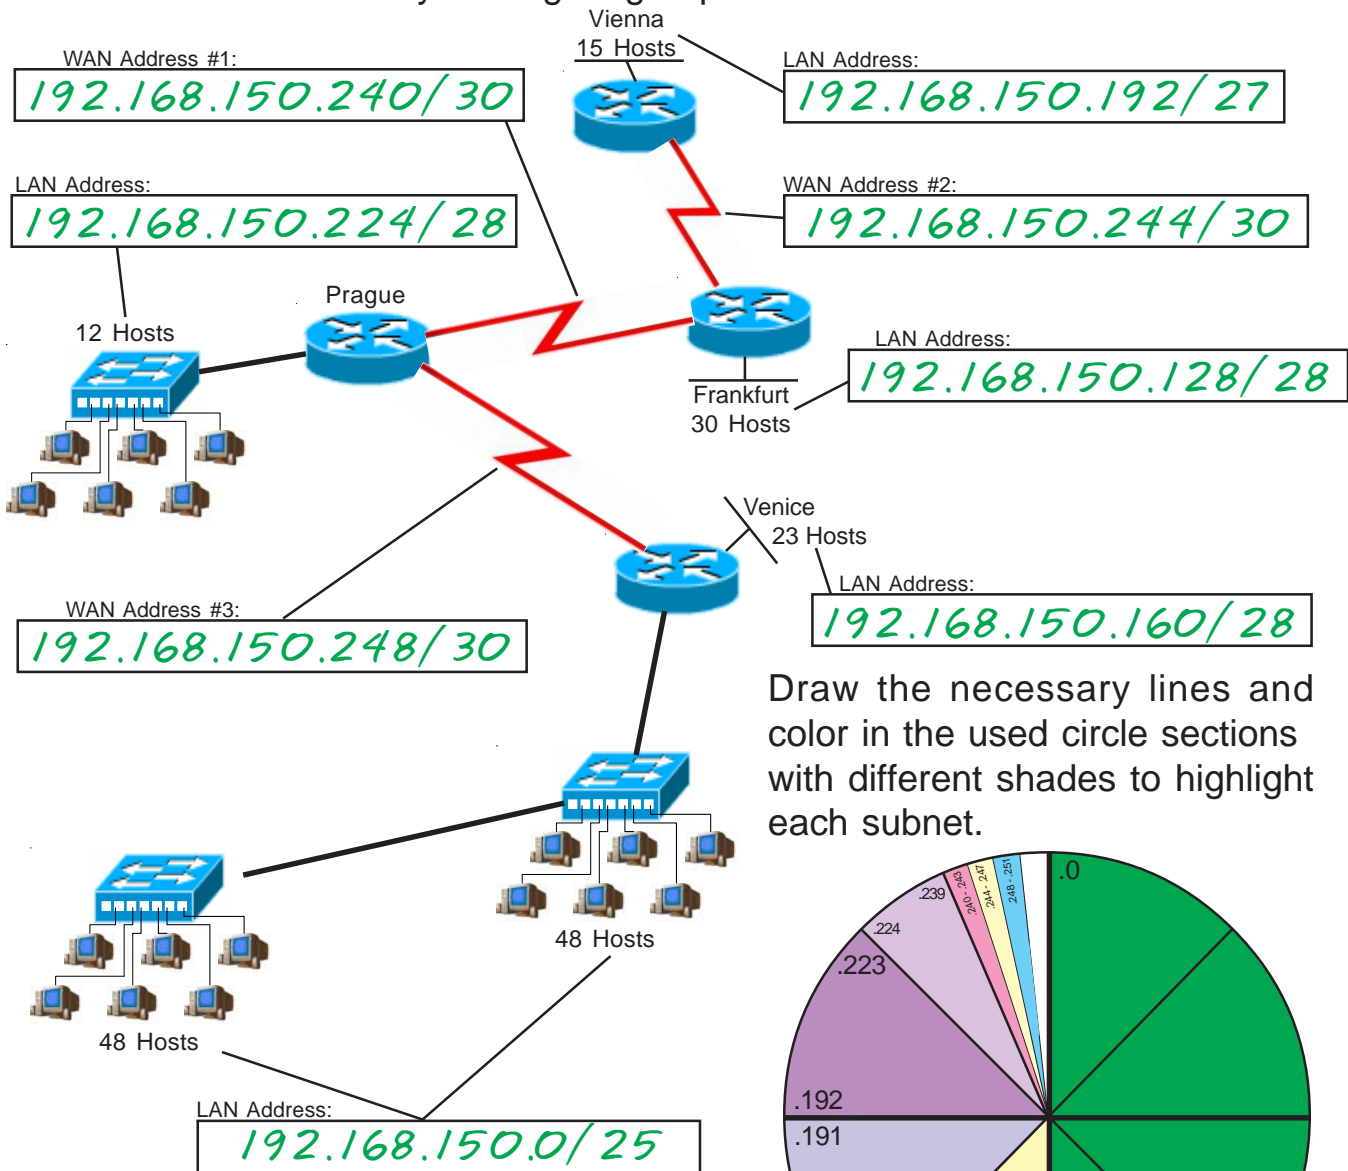 Vienna
15 Hosts
WAN Address #1:
192.168.150.240/30
LAN Address:
192.168.150.192/27
LAN Address:
192.168.150.224/28
WAN Address #2:
192.168.150.244/30
Prague
12 Hosts
LAN Address:
192.168.150.128/28
Frankfurt
30 Hosts
Venice
23 Hosts
LAN Address:
192.168.150.160/28
WAN Address #3:
192.168.150.248/30
Draw the necessary lines and
color in the used circle sections
with different shades to highlight
each subnet.
48 Hosts
48 Hosts
LAN Address:
192.168.150.0/25
.0
.248 - .251
.244 - .247
.240 - .243
.239
.224
.223
.192
.191